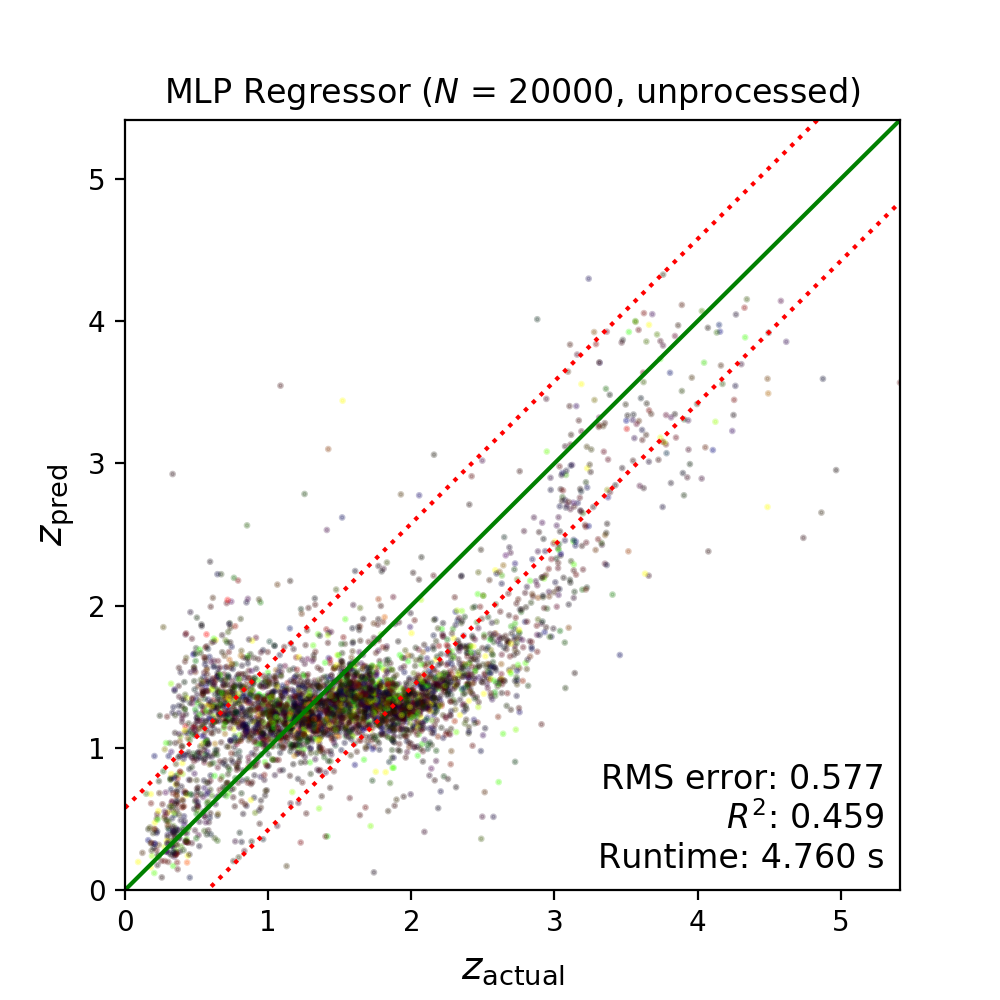 MLP Regressor (N = 20000, unprocessed)
z_pred
5
4
3
2
1
0
RMS error: 0.577
R²: 0.459
Runtime: 4.760 s
0 1 2 3 4 5
z_actual